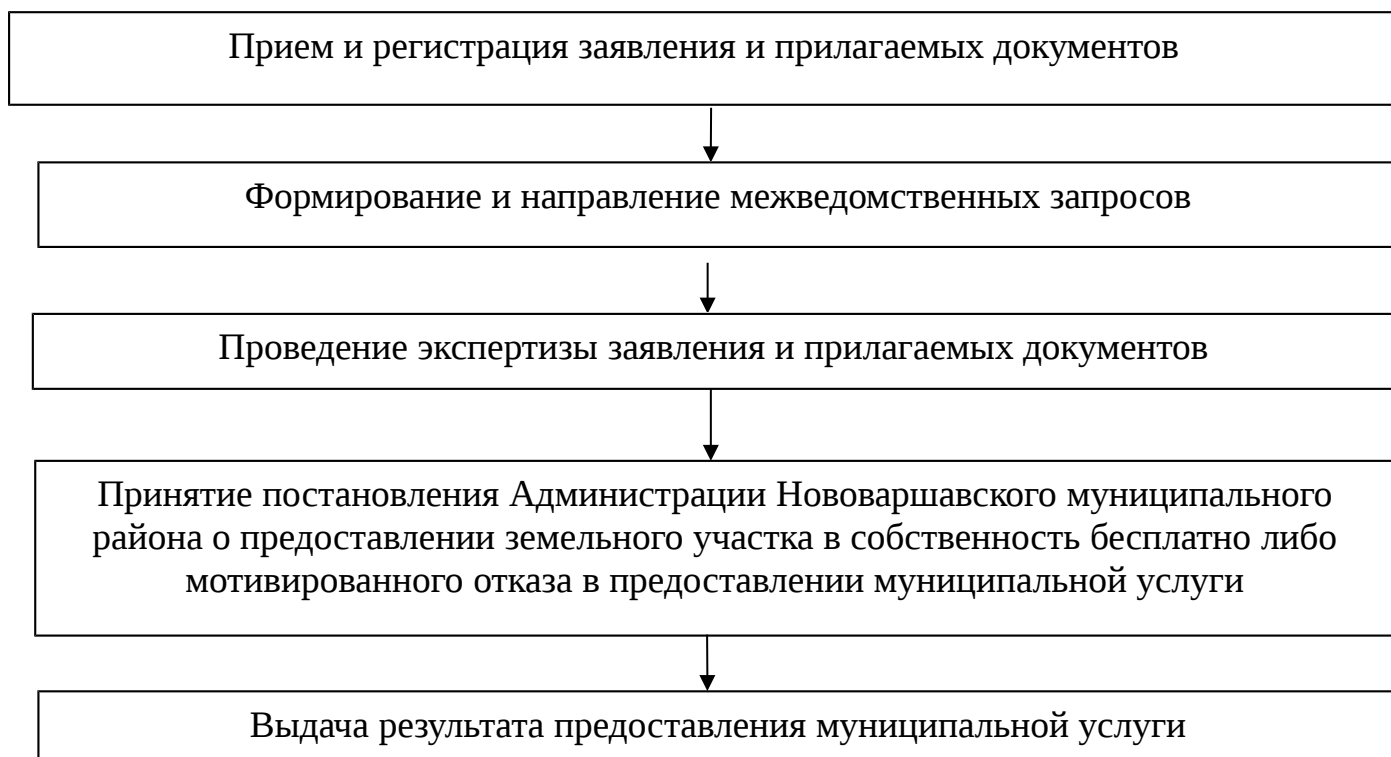 Прием и регистрация заявления и прилагаемых документов
Формирование и направление межведомственных запросов
Проведение экспертизы заявления и прилагаемых документов
Принятие постановления Администрации Нововаршавского муниципального
района о предоставлении земельного участка в собственность бесплатно либо
мотивированного отказа в предоставлении муниципальной услуги
Выдача результата предоставления муниципальной услуги